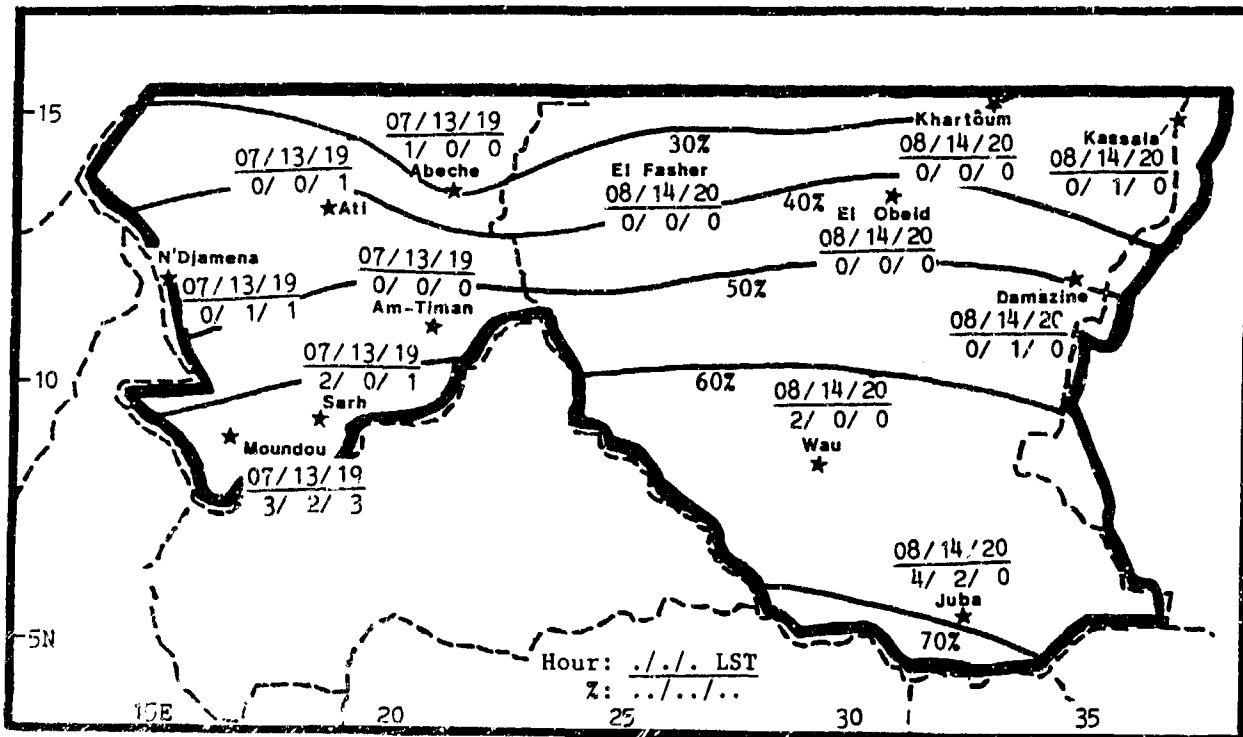 15
07/13/19
1/ 0/ 0
Abeche
30%
Khartoum
08/14/20
0/ 0/ 0
Kassala
08/14/20
0/ 1/ 0
07/13/19
0/ 0/ 1
Ati
El Fasher
08/14/20
0/ 0/ 0
40%
El Obeid
08/14/20
0/ 0/ 0
N'Djamena
07/13/19
0/ 1/ 1
07/13/19
0/ 0/ 0
Am-Timan
50%
Damazine
08/14/20
0/ 1/ 0
10
07/13/19
2/ 0/ 1
Sarh
60%
08/14/20
2/ 0/ 0
Wau
Moundou
07/13/19
3/ 2/ 3
08/14/20
4/ 2/ 0
Juba
5N
70%
Hour: ././. LST
%: ../../..
15E 20 25 30 35